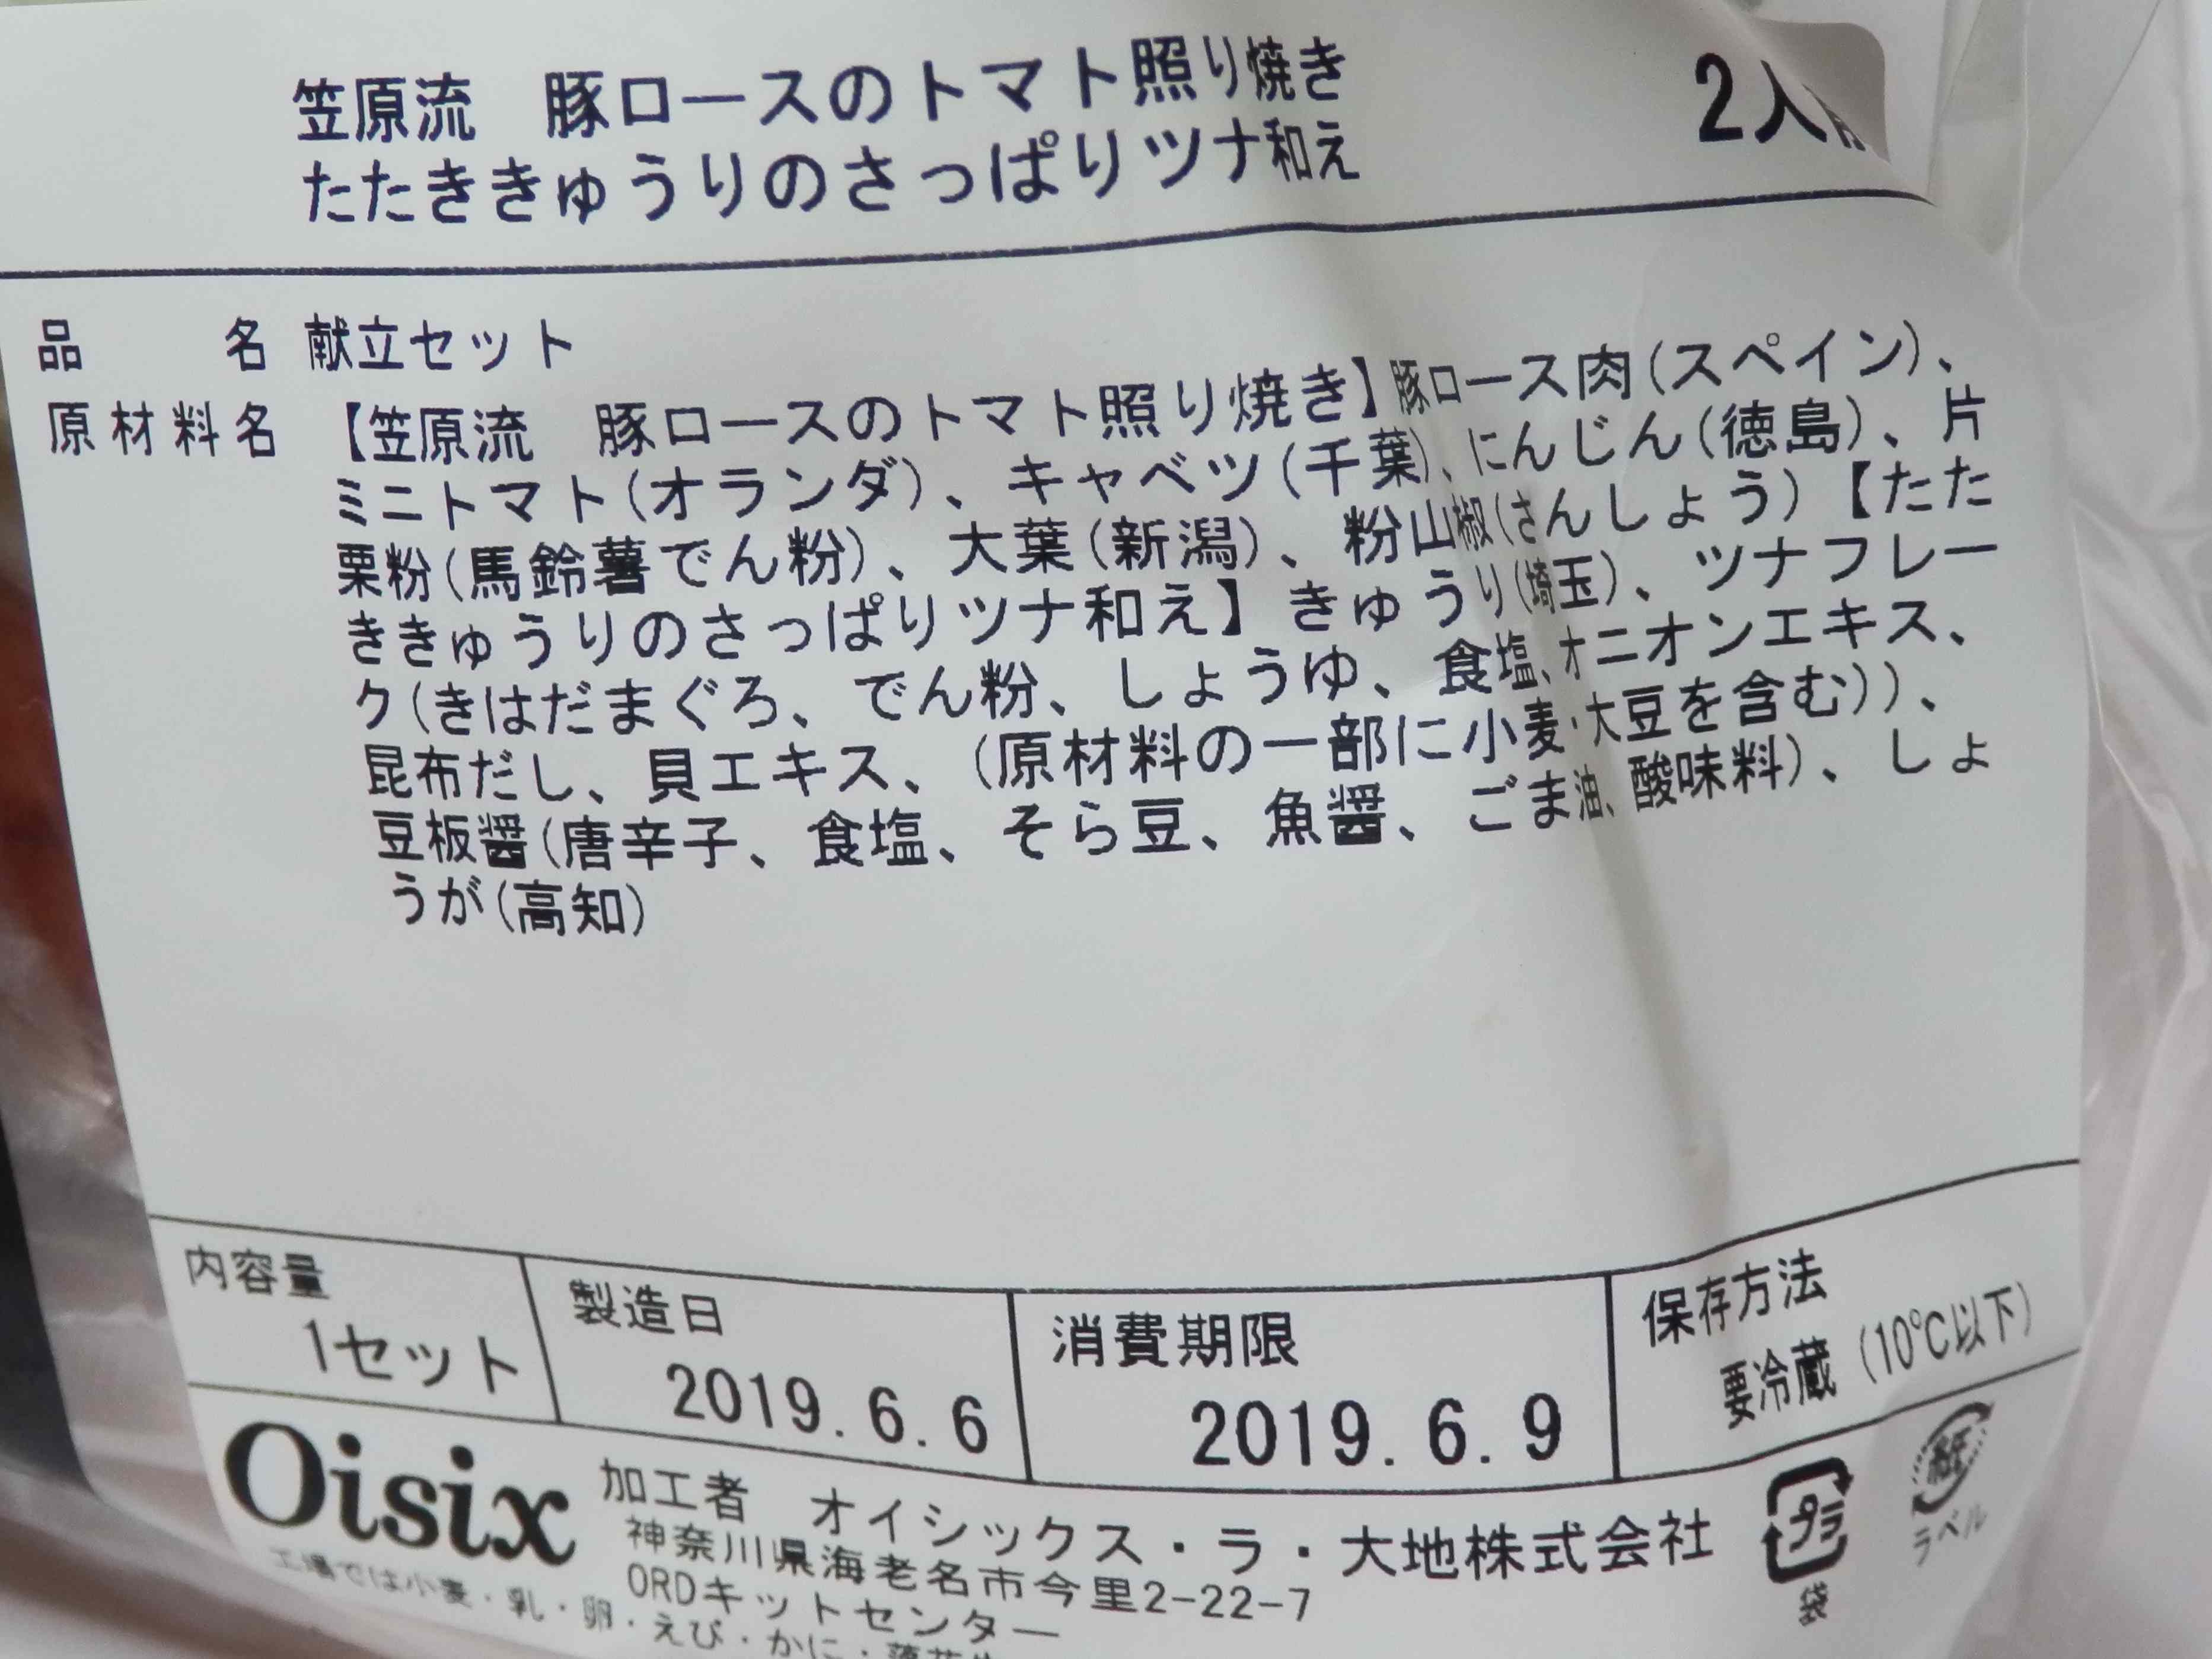 笠原流　豚ロースのトマト照り焼き
たたききゅうりのさっぱりツナ和え
2人
品　　名　献立セット
原材料名　【笠原流　豚ロースのトマト照り焼き】豚ロース肉(スペイン)、
ミニトマト(オランダ)、キャベツ(千葉)、にんじん(徳島)、片
栗粉(馬鈴薯でん粉)、大葉(新潟)、粉山椒(さんしょう)【たた
ききゅうりのさっぱりツナ和え】きゅうり(埼玉)、ツナフレー
ク(きはだまぐろ、でん粉、しょうゆ、食塩、オニオンエキス、
昆布だし、貝エキス、(原材料の一部に小麦・大豆を含む))、
豆板醤(唐辛子、食塩、そら豆、魚醤、ごま油、酸味料)、しょ
うが(高知)
内容量
1セット
製造日
2019.6.6
消費期限
2019.6.9
保存方法
要冷蔵(10℃以下)
Oisix
加工者　オイシックス・ラ・大地株式会社
神奈川県海老名市今里2-22-7
ORDキットセンター
工場では小麦・乳・卵・えび・かに・
プラ
袋
紙
ラベル